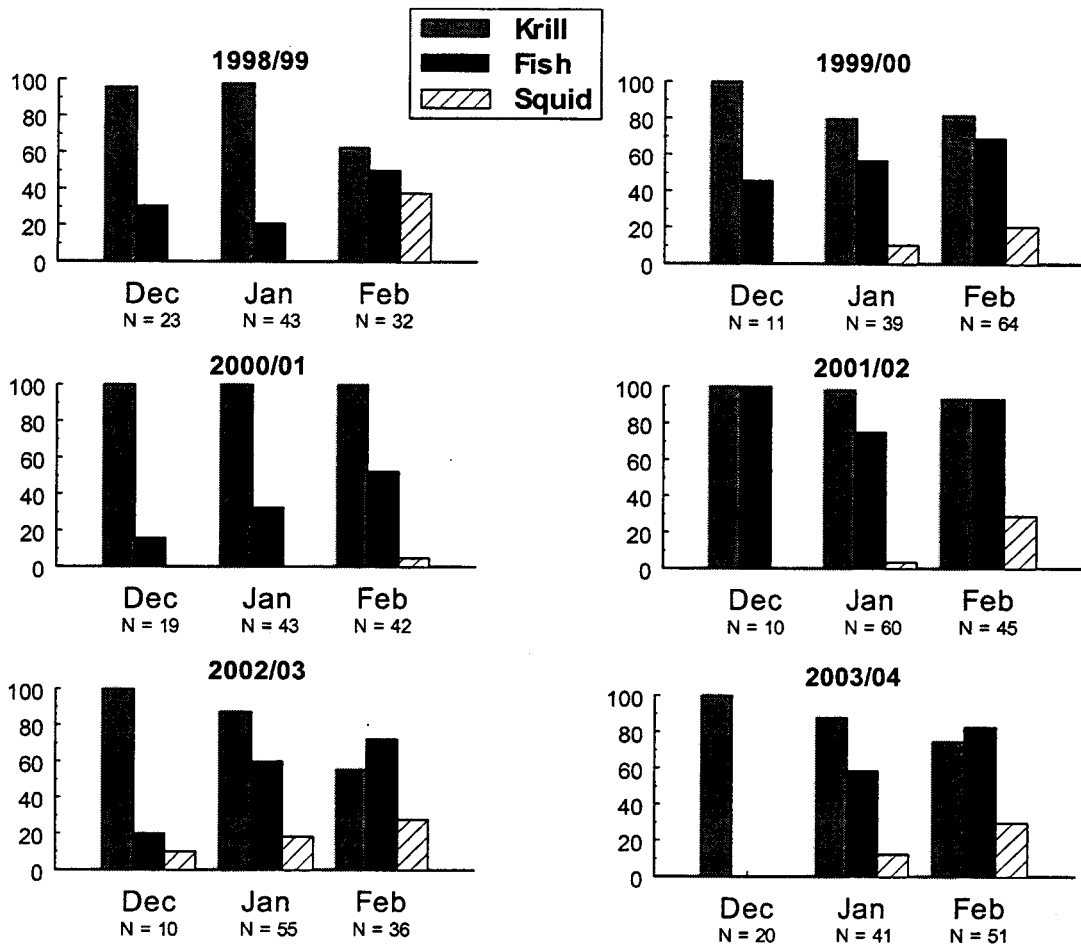 Krill
Fish
Squid
1998/99
100
80
60
40
20
0
Dec Jan Feb
N = 23 N = 43 N = 32
1999/00
100
80
60
40
20
0
Dec Jan Feb
N = 11 N = 39 N = 64
2000/01
100
80
60
40
20
0
Dec Jan Feb
N = 19 N = 43 N = 42
2001/02
100
80
60
40
20
0
Dec Jan Feb
N = 10 N = 60 N = 45
2002/03
100
80
60
40
20
0
Dec Jan Feb
N = 10 N = 55 N = 36
2003/04
100
80
60
40
20
0
Dec Jan Feb
N = 20 N = 41 N = 51